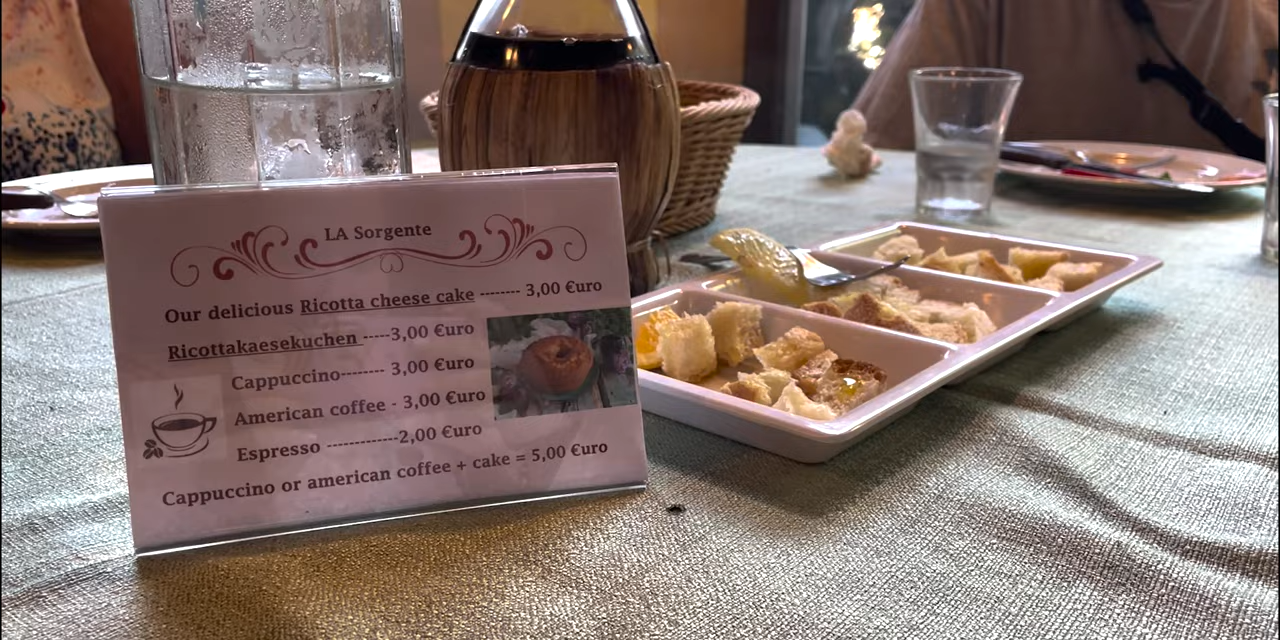 LA Sorgente
Our delicious Ricotta cheese cake ------- 3,00 €uro
Ricottakaesekuchen -----3,00 €uro
Cappuccino-------- 3,00 €uro
American coffee - 3,00 €uro
Espresso -------------2,00 €uro
Cappuccino or american coffee + cake = 5,00 €uro